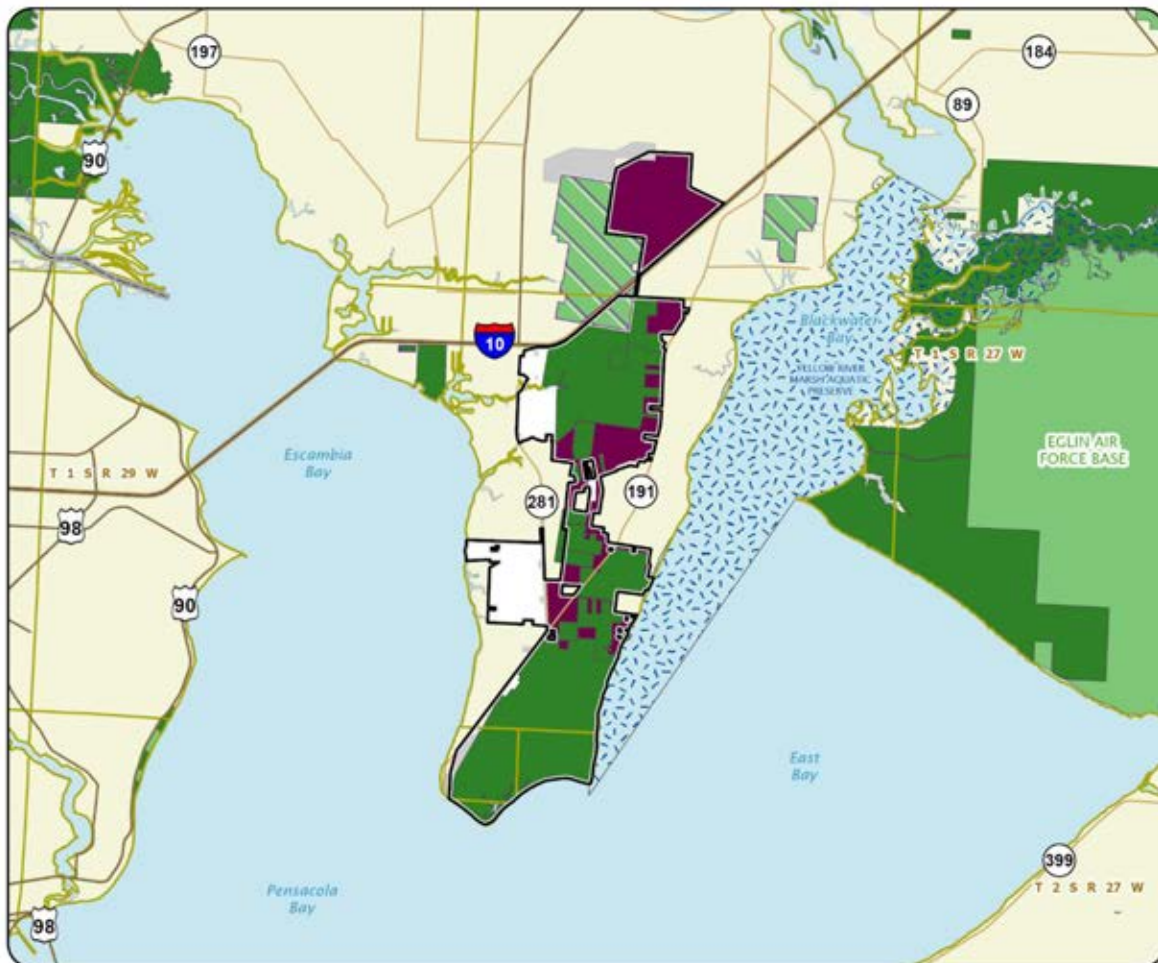 197
184
89
90
10
Blackwater
Bay
YELLOW RIVER
MARSH AQUATIC
PRESERVE
T 1 S R 27 W
EGLIN AIR
FORCE BASE
Escambia
Bay
T 1 S R 29 W
98
281
191
90
East
Bay
399
T 2 S R 27 W
Pensacola
Bay
98